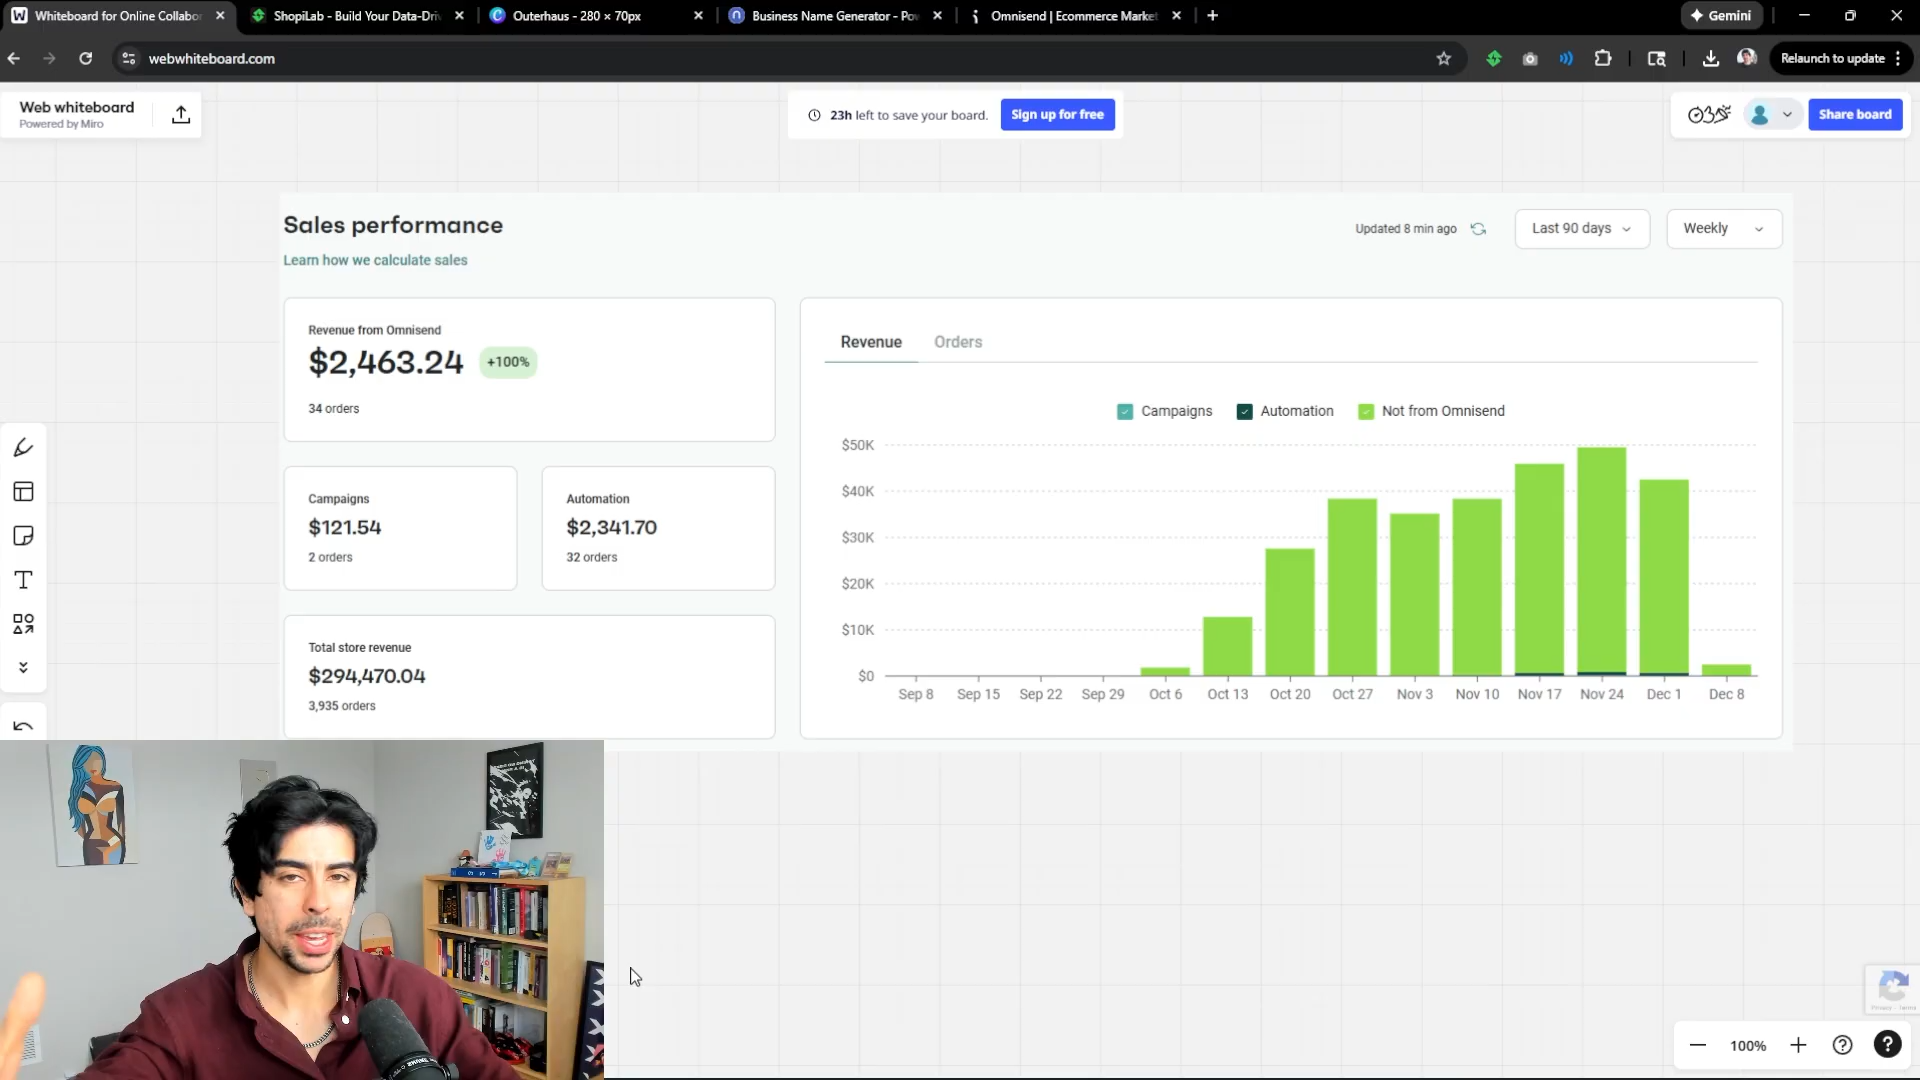 Whiteboard for Online Collabor
ShopiLab - Build Your Data-Driv
Outerhaus - 280 × 70px
Business Name Generator - Pow
Omnisend | Ecommerce Market
Gemini
webwhiteboard.com
Relaunch to update
Web whiteboard
Powered by Miro
23h left to save your board.
Sign up for free
Share board
Sales performance
Learn how we calculate sales
Updated 8 min ago
Last 90 days
Weekly
Revenue from Omnisend
$2,463.24
+100%
34 orders
Campaigns
$121.54
2 orders
Automation
$2,341.70
32 orders
Total store revenue
$294,470.04
3,935 orders
Revenue
Orders
Campaigns
Automation
Not from Omnisend
$50K
$40K
$30K
$20K
$10K
$0
Sep 8
Sep 15
Sep 22
Sep 29
Oct 6
Oct 13
Oct 20
Oct 27
Nov 3
Nov 10
Nov 17
Nov 24
Dec 1
Dec 8
Privacy - Terms
100%